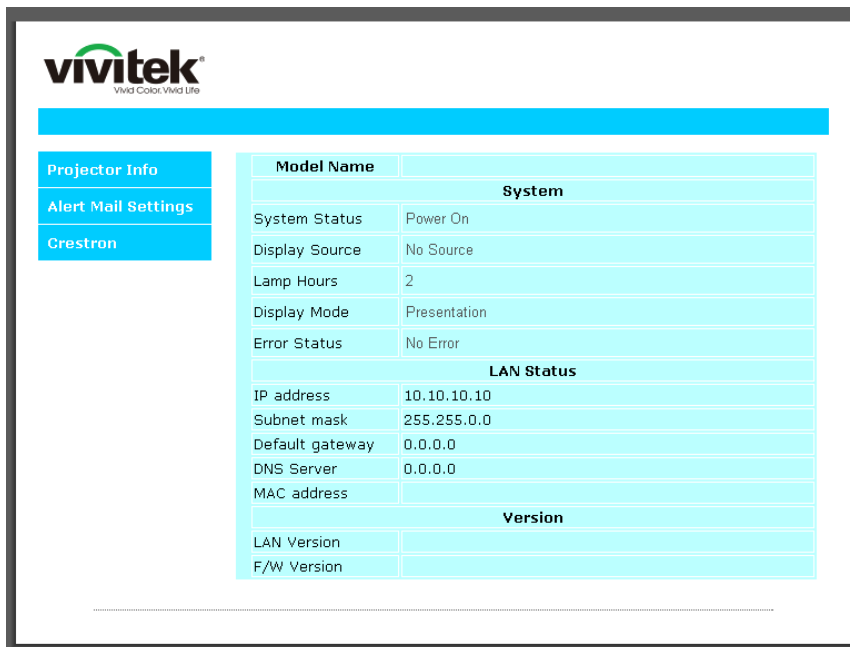 vivitek®
Vivid Color. Vivid Life
Projector Info
Alert Mail Settings
Crestron
Model Name
System
System Status Power On
Display Source No Source
Lamp Hours 2
Display Mode Presentation
Error Status No Error
LAN Status
IP address 10.10.10.10
Subnet mask 255.255.0.0
Default gateway 0.0.0.0
DNS Server 0.0.0.0
MAC address
Version
LAN Version
F/W Version